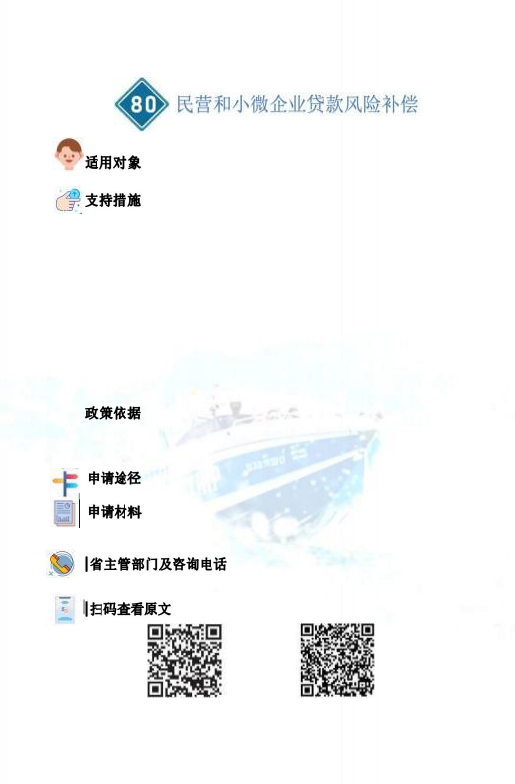 80 民营和小微企业贷款风险补偿
适用对象
支持措施
政策依据
申请途径
申请材料
省主管部门及咨询电话
扫码查看原文